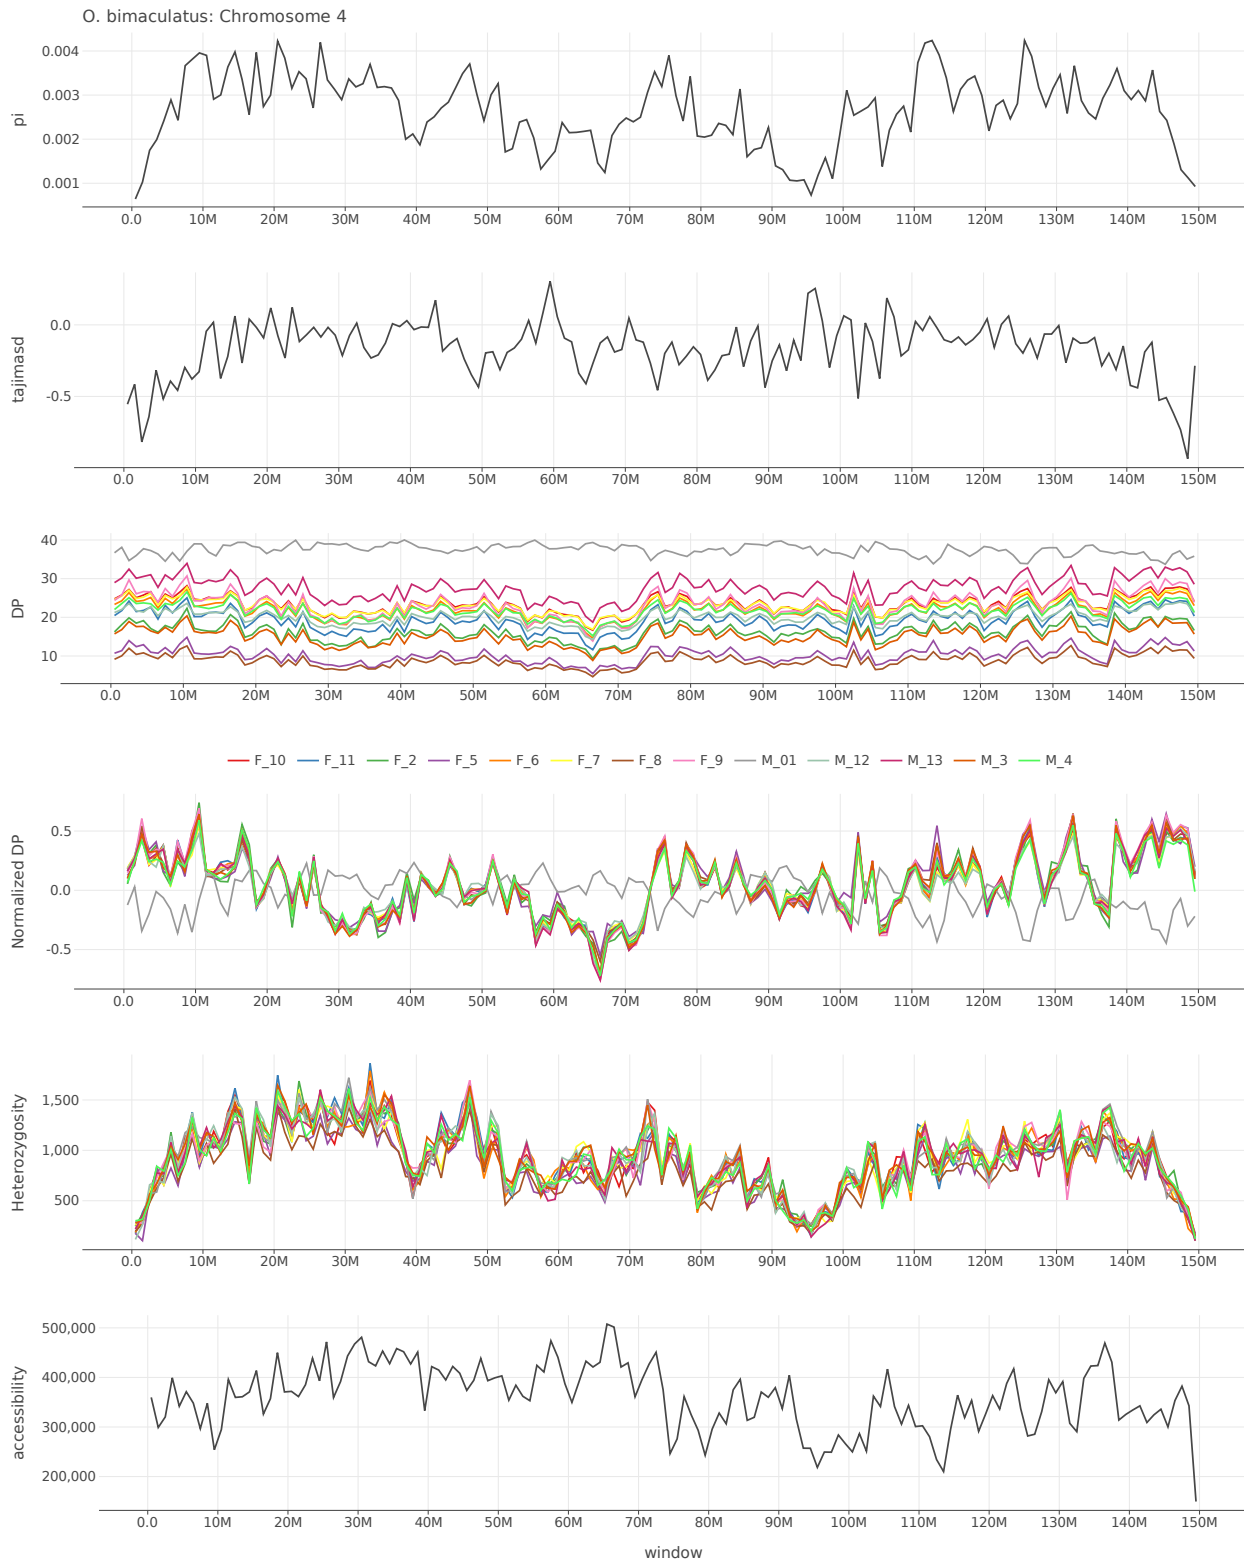 O. bimaculatus: Chromosome 4
0.004
0.003
0.002
0.001
pi
0.0 10M 20M 30M 40M 50M 60M 70M 80M 90M 100M 110M 120M 130M 140M 150M
0.0
-0.5
tajimasd
0.0 10M 20M 30M 40M 50M 60M 70M 80M 90M 100M 110M 120M 130M 140M 150M
40
30
20
10
DP
0.0 10M 20M 30M 40M 50M 60M 70M 80M 90M 100M 110M 120M 130M 140M 150M
F_10 F_11 F_2 F_5 F_6 F_7 F_8 F_9 M_01 M_12 M_13 M_3 M_4
0.5
0.0
-0.5
Normalized DP
0.0 10M 20M 30M 40M 50M 60M 70M 80M 90M 100M 110M 120M 130M 140M 150M
1,500
1,000
500
Heterozygosity
0.0 10M 20M 30M 40M 50M 60M 70M 80M 90M 100M 110M 120M 130M 140M 150M
500,000
400,000
300,000
200,000
accessibility
0.0 10M 20M 30M 40M 50M 60M 70M 80M 90M 100M 110M 120M 130M 140M 150M
window